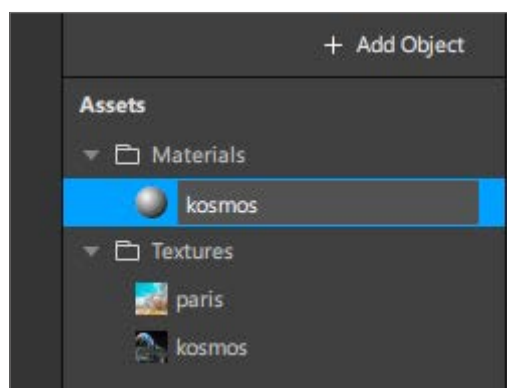 + Add Object
Assets
Materials
kosmos
Textures
paris
kosmos